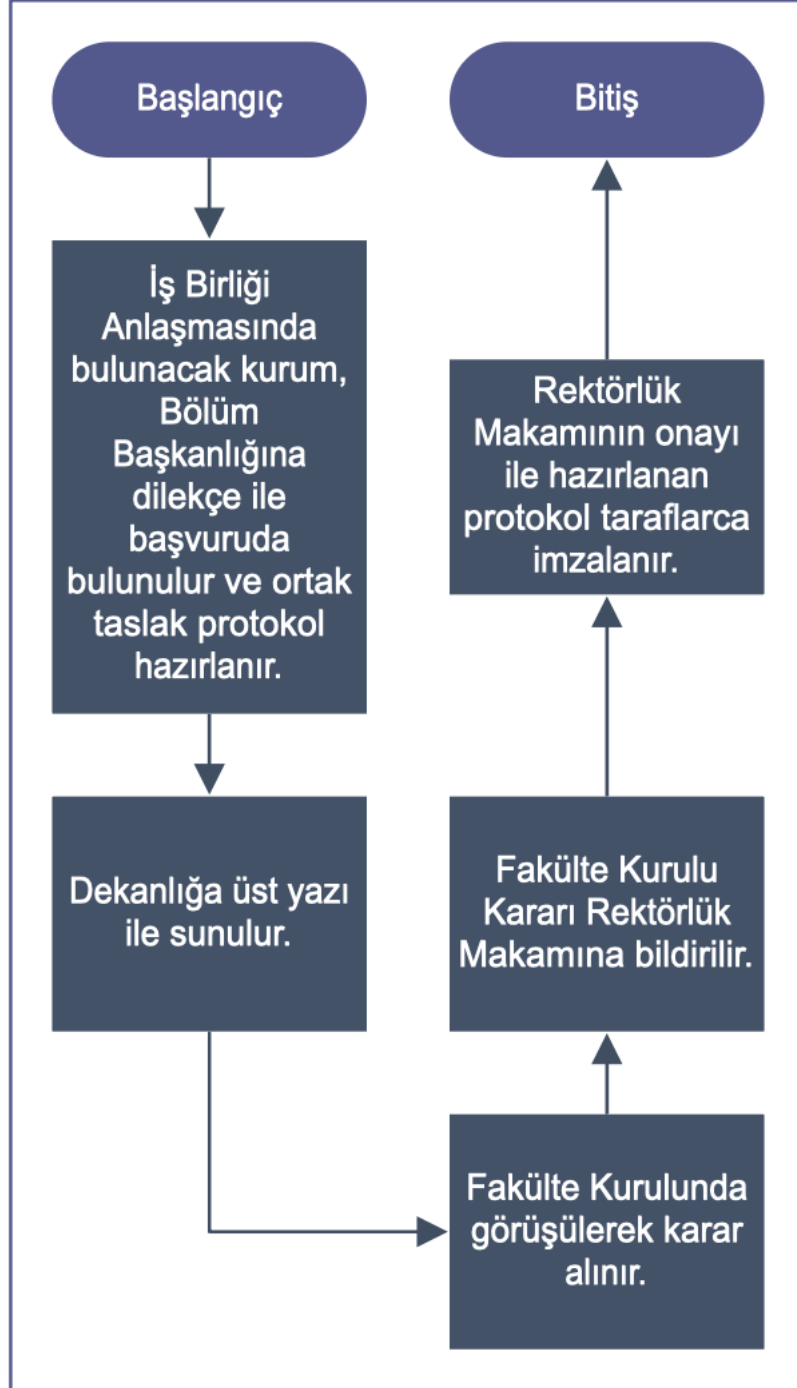 Başlangıç
İş Birliği
Anlaşmasında
bulunacak kurum,
Bölüm
Başkanlığına
dilekçe ile
başvuruda
bulunulur ve ortak
taslak protokol
hazırlanır.
Dekanlığa üst yazı
ile sunulur.
Fakülte Kurulunda
görüşülerek karar
alınır.
Fakülte Kurulu
Kararı Rektörlük
Makamına bildirilir.
Rektörlük
Makamının onayı
ile hazırlanan
protokol taraflarca
imzalanır.
Bitiş